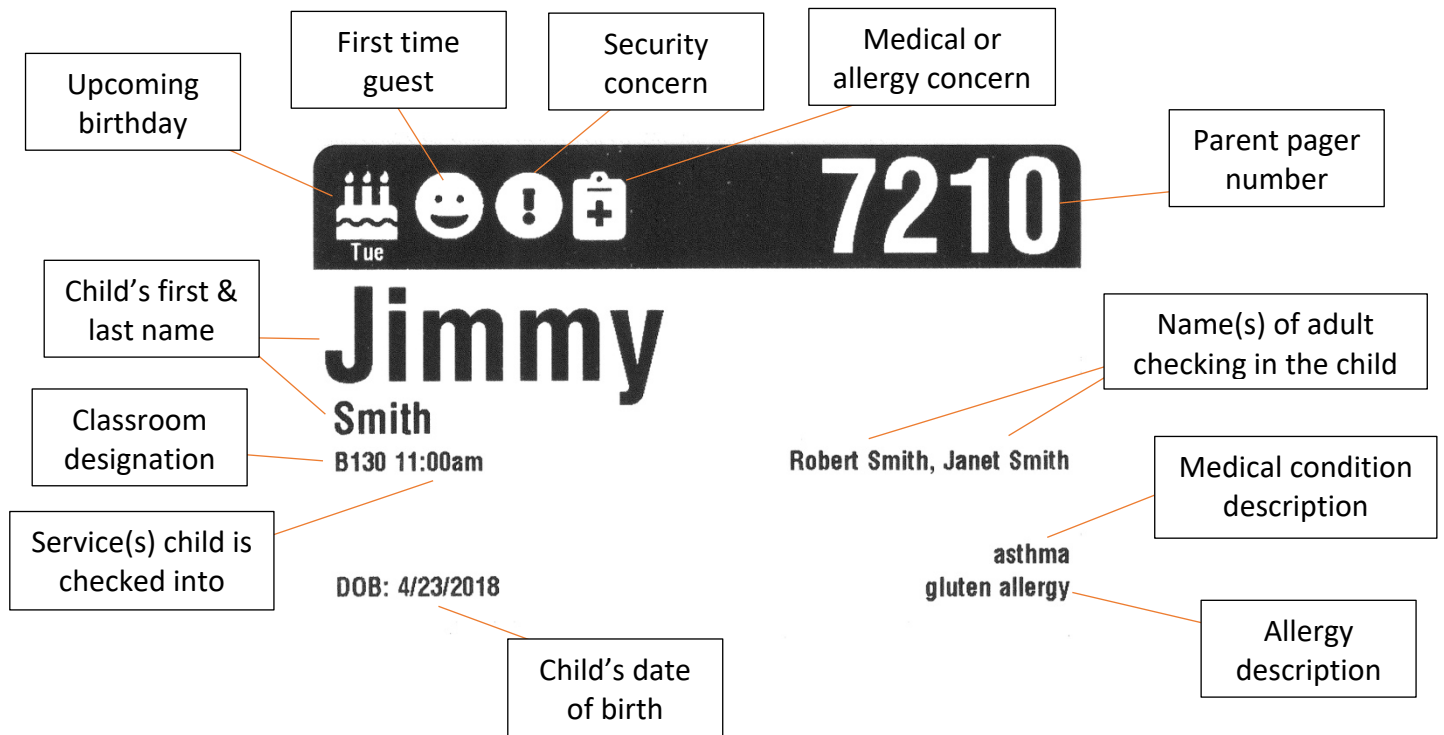 First time
guest
Security
concern
Medical or
allergy concern
Upcoming
birthday
Parent pager
number
7210
Tue
Child’s first &
last name
Jimmy
Name(s) of adult
checking in the child
Smith
Classroom
designation
B130 11:00am
Robert Smith, Janet Smith
Medical condition
description
Service(s) child is
checked into
asthma
gluten allergy
DOB: 4/23/2018
Allergy
description
Child’s date
of birth